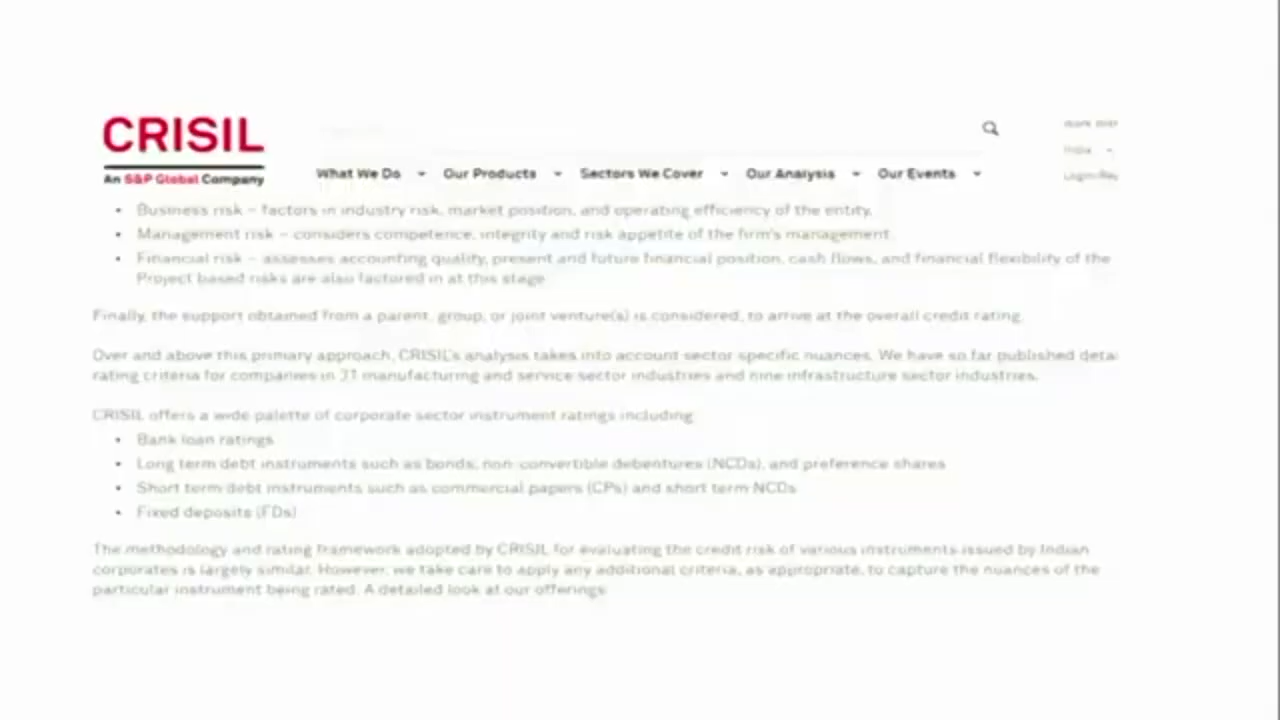 CRISIL
An S&P Global Company
India
What We Do
Our Products
Sectors We Cover
Our Analysis
Our Events
• Business risk – factors in industry risk, market position, and operating efficiency of the entity.
• Management risk – considers competence, integrity and risk appetite of the firm's management
• Financial risk – assesses accounting quality, present and future financial position, cash flows, and financial flexibility of the
Project based risks are also factored in at this stage
Finally, the support obtained from a parent, group, or joint venture(s) is considered, to arrive at the overall credit rating.
Over and above this primary approach, CRISIL's analysis takes into account sector specific nuances. We have so far published detai
rating criteria for companies in manufacturing and service sector industries and nine infrastructure sector industries.
CRISIL offers a wide palette of corporate sector instrument ratings including
• Bank loan ratings
• Long term debt instruments such as bonds, non-convertible debentures (NCDs), and preference shares
• Short term debt instruments such as commercial papers (CPs) and short term NCDs
• Fixed deposits (FDs)
The methodology and rating framework adopted by CRISIL for evaluating the credit risk of various instruments issued by Indian
corporates is largely similar. However, we take care to apply any additional criteria, as appropriate, to capture the nuances of the
particular instrument being rated. A detailed look at our offerings